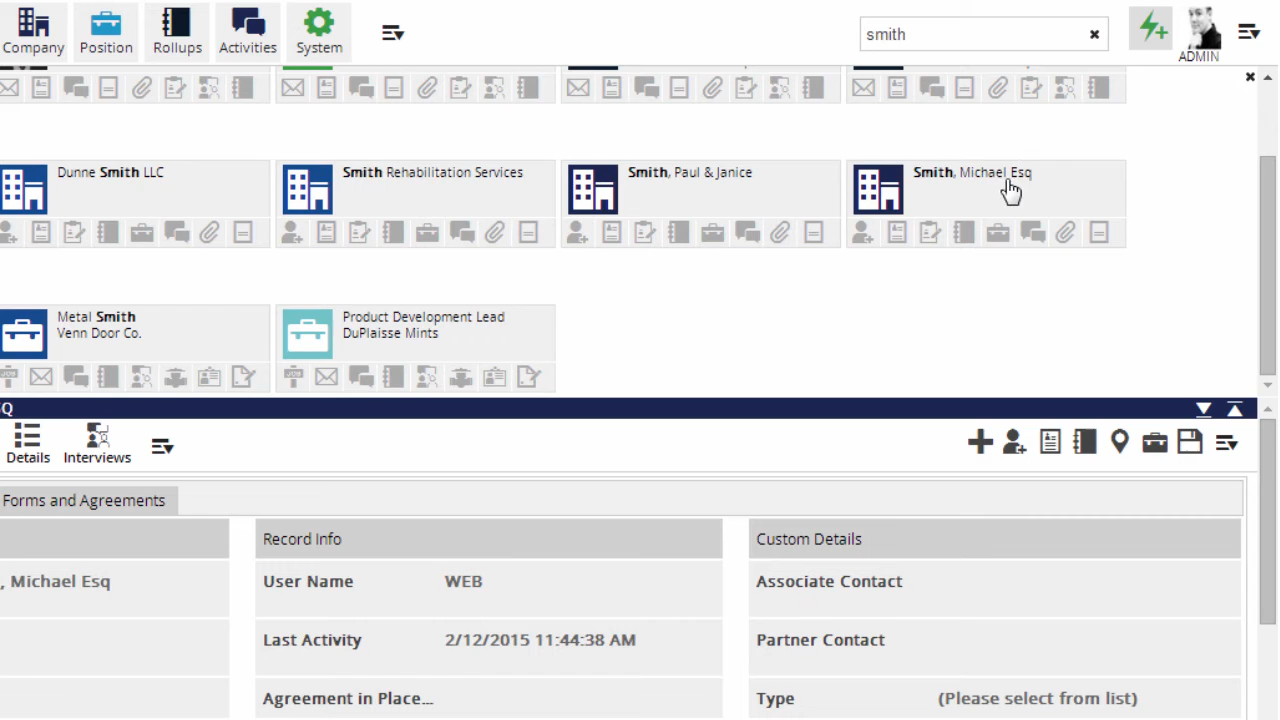 Company
Position
Rollups
Activities
System
smith
ADMIN
Dunne Smith LLC
Smith Rehabilitation Services
Smith, Paul & Janice
Smith, Michael Esq
Metal Smith
Venn Door Co.
Product Development Lead
DuPlaisse Mints
Q
Details
Interviews
Forms and Agreements
Record Info
Custom Details
, Michael Esq
User Name WEB
Associate Contact
Last Activity 2/12/2015 11:44:38 AM
Partner Contact
Agreement in Place...
Type (Please select from list)